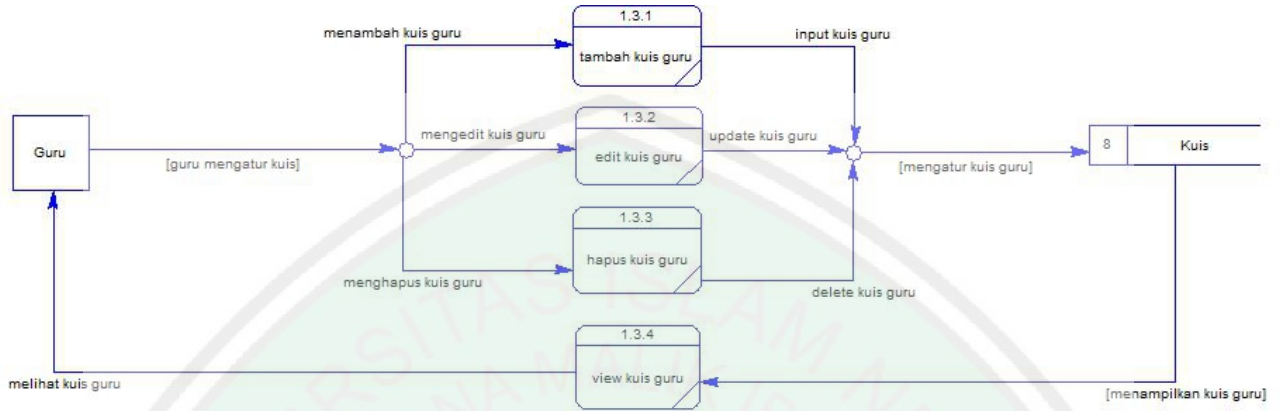 1.3.1
menambah kuis guru
tambah kuis guru
input kuis guru
1.3.2
Guru
[guru mengatur kuis]
mengedit kuis guru
edit kuis guru
update kuis guru
[mengatur kuis guru]
8
Kuis
1.3.3
hapus kuis guru
menghapus kuis guru
delete kuis guru
1.3.4
view kuis guru
melihat kuis guru
[menampilkan kuis guru]